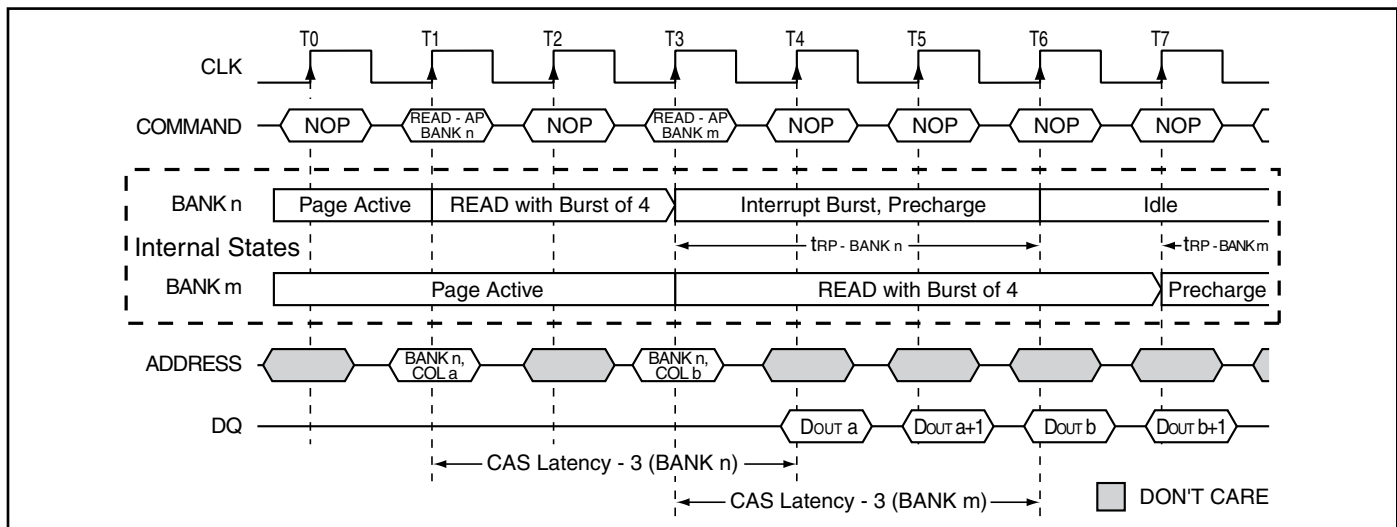 T0 T1 T2 T3 T4 T5 T6 T7
CLK
COMMAND NOP READ - AP BANK n NOP READ - AP BANK m NOP NOP NOP NOP
BANK n Page Active READ with Burst of 4 Interrupt Burst, Precharge Idle
Internal States tRP - BANK n tRP - BANK m
BANK m Page Active READ with Burst of 4 Precharge
ADDRESS BANK n, COL a BANK n, COL b
DQ DOUT a DOUT a+1 DOUT b DOUT b+1
CAS Latency - 3 (BANK n)
CAS Latency - 3 (BANK m) DON'T CARE